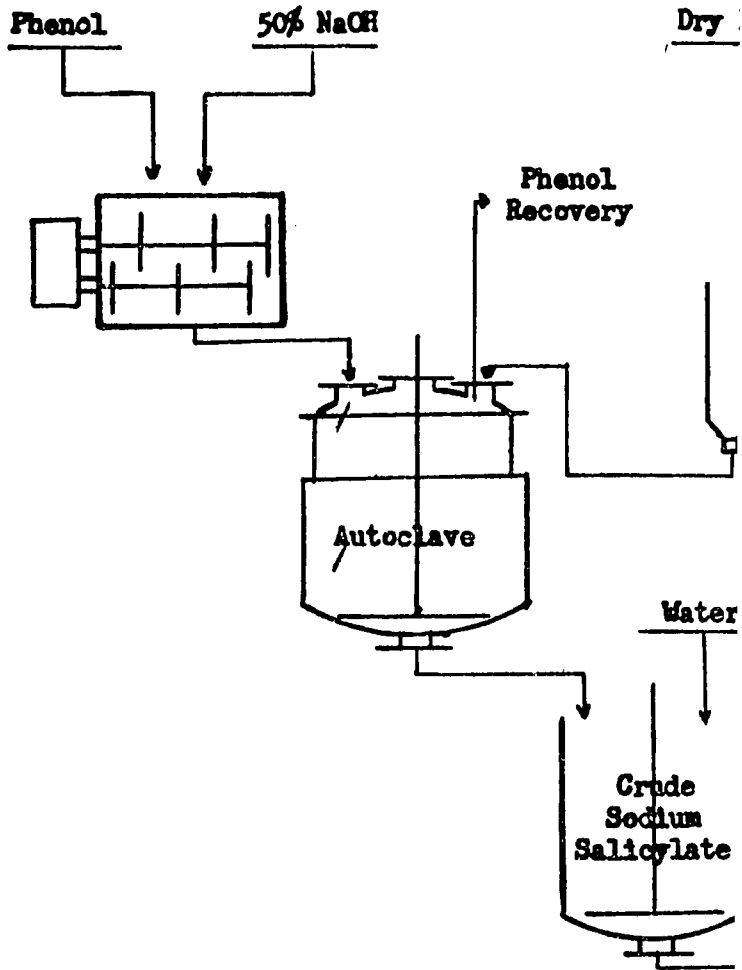 Phenol
50% NaOH
Dry
Phenol
Recovery
Autoclave
Water
Crude
Sodium
Salicylate